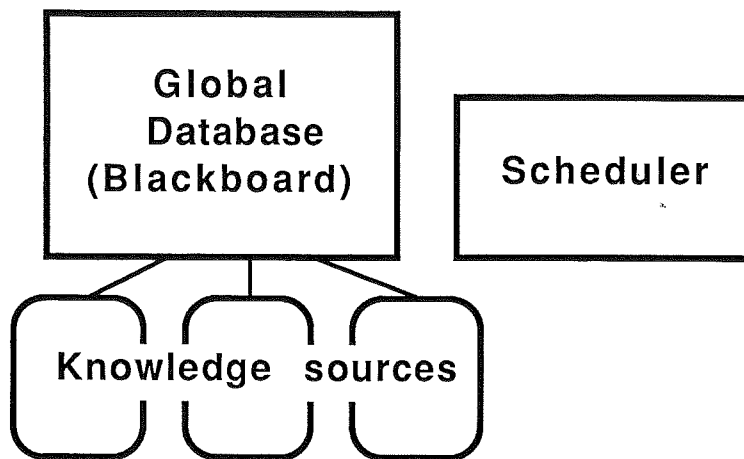 Global
Database
(Blackboard)
Scheduler
Knowledge sources